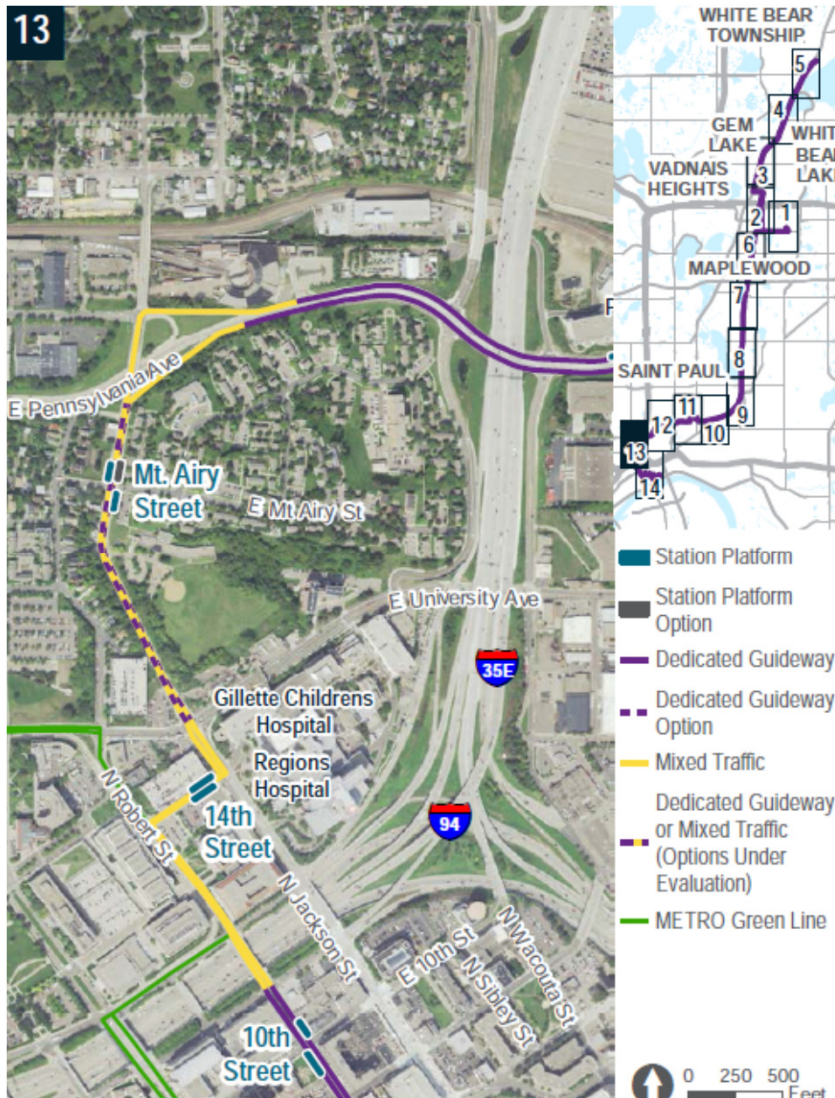 13
E Pennsylvania Ave
Mt. Airy
Street
E Mt Airy St
E University Ave
35E
Gillette Childrens
Hospital
Regions
Hospital
N Robert St
14th
Street
94
N Jackson St
E 10th St
N Sibley St
N Wacouta St
10th
Street
WHITE BEAR
TOWNSHIP
5
4
GEM
LAKE
WHIT
BEA
LAK
VADNAIS
HEIGHTS
3
2
1
6
MAPLEWOOD
7
8
SAINT PAUL
9
10
11
12
13
14
Station Platform
Station Platform
Option
Dedicated Guideway
Dedicated Guideway
Option
Mixed Traffic
Dedicated Guideway
or Mixed Traffic
(Options Under
Evaluation)
METRO Green Line
0 250 500
Feet